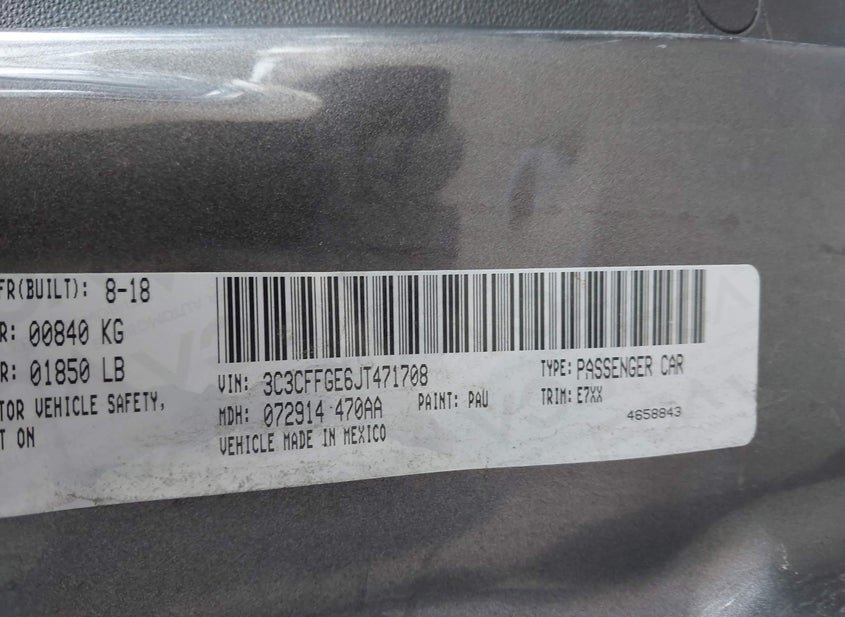 FR(BUILT): 8-18
R: 00840 KG
R: 01850 LB
TOR VEHICLE SAFETY,
T ON
VIN: 3C3CFFGE6JT471708
TYPE: PASSENGER CAR
MDH: 072914 470AA
PAINT: PAU
TRIM: E7XX
VEHICLE MADE IN MEXICO
4658843